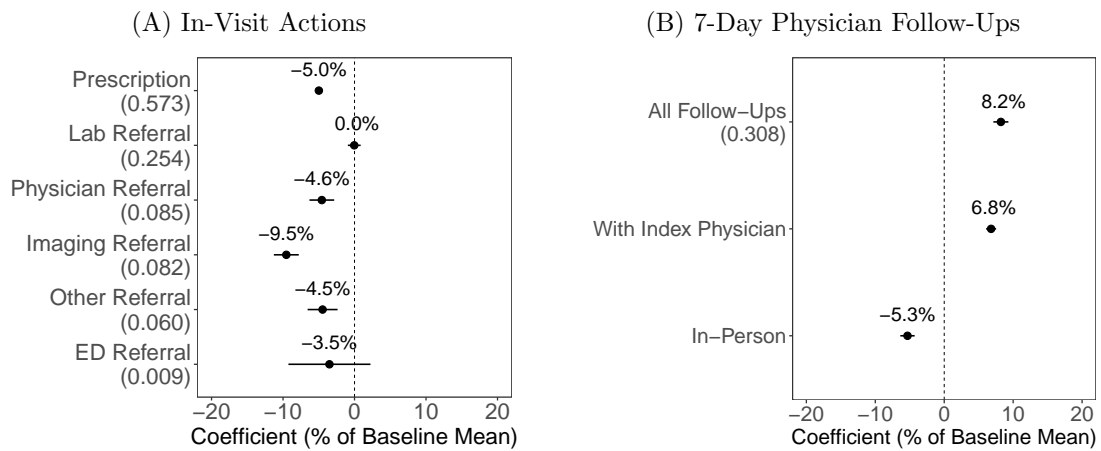 (A) In-Visit Actions
Prescription
(0.573)
Lab Referral
(0.254)
Physician Referral
(0.085)
Imaging Referral
(0.082)
Other Referral
(0.060)
ED Referral
(0.009)
−5.0%
0.0%
−4.6%
−9.5%
−4.5%
−3.5%
−20 −10 0 10 20
Coefficient (% of Baseline Mean)
(B) 7-Day Physician Follow-Ups
All Follow−Ups
(0.308)
With Index Physician
In−Person
8.2%
6.8%
−5.3%
−20 −10 0 10 20
Coefficient (% of Baseline Mean)